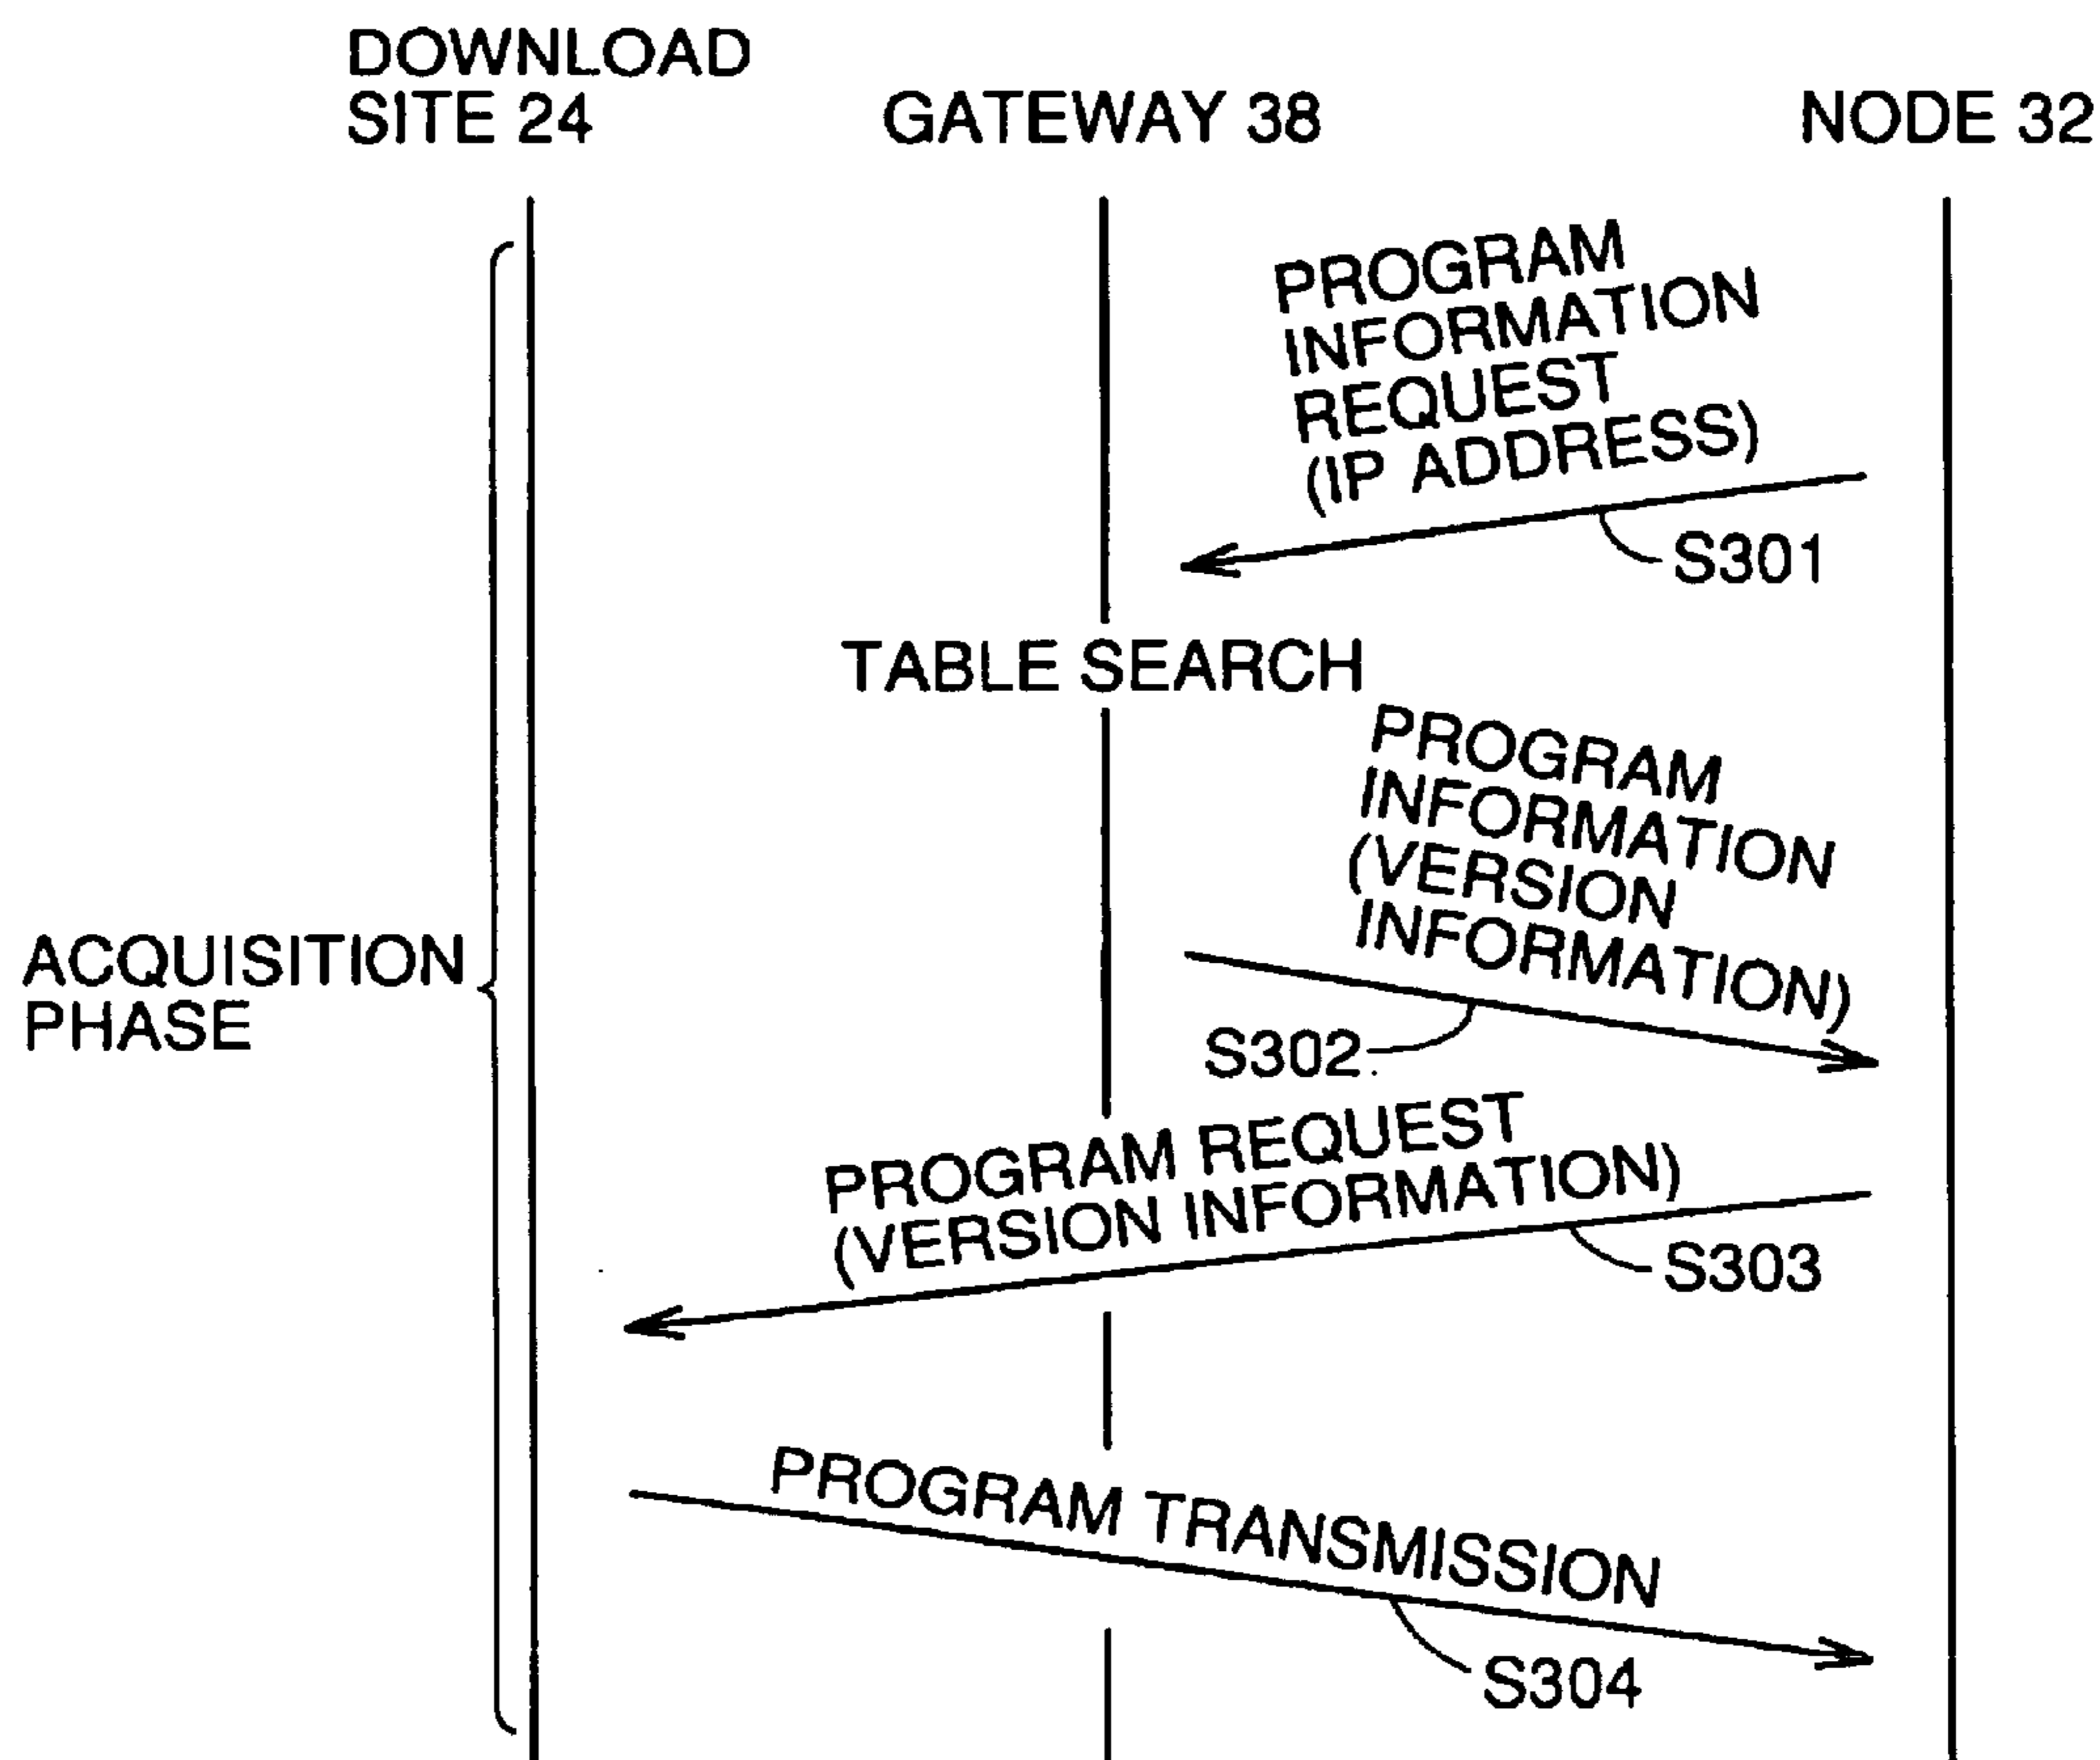 DOWNLOAD
SITE 24
GATEWAY 38
NODE 32
PROGRAM
INFORMATION
REQUEST
(IP ADDRESS)
S301
TABLE SEARCH
PROGRAM
INFORMATION
(VERSION
INFORMATION)
ACQUISITION
PHASE
S302
PROGRAM REQUEST
(VERSION INFORMATION)
S303
PROGRAM TRANSMISSION
S304